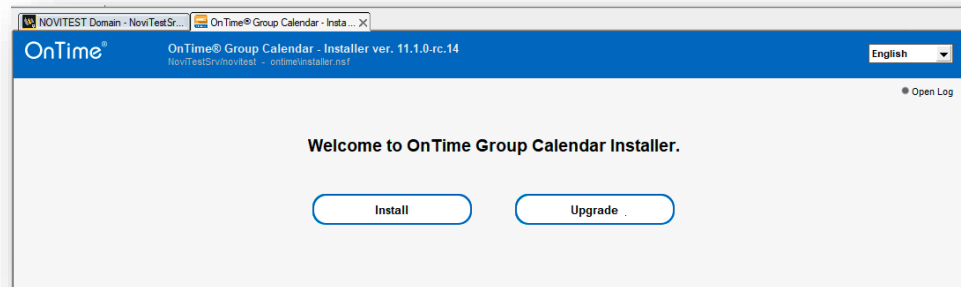 NOVITEST Domain - NoviTestSr...
OnTime® Group Calendar - Insta...
OnTime®
OnTime® Group Calendar - Installer ver. 11.1.0-rc.14
NoviTestSrv/novitest - ontime\installer.nsf
English
Open Log
Welcome to OnTime Group Calendar Installer.
Install
Upgrade